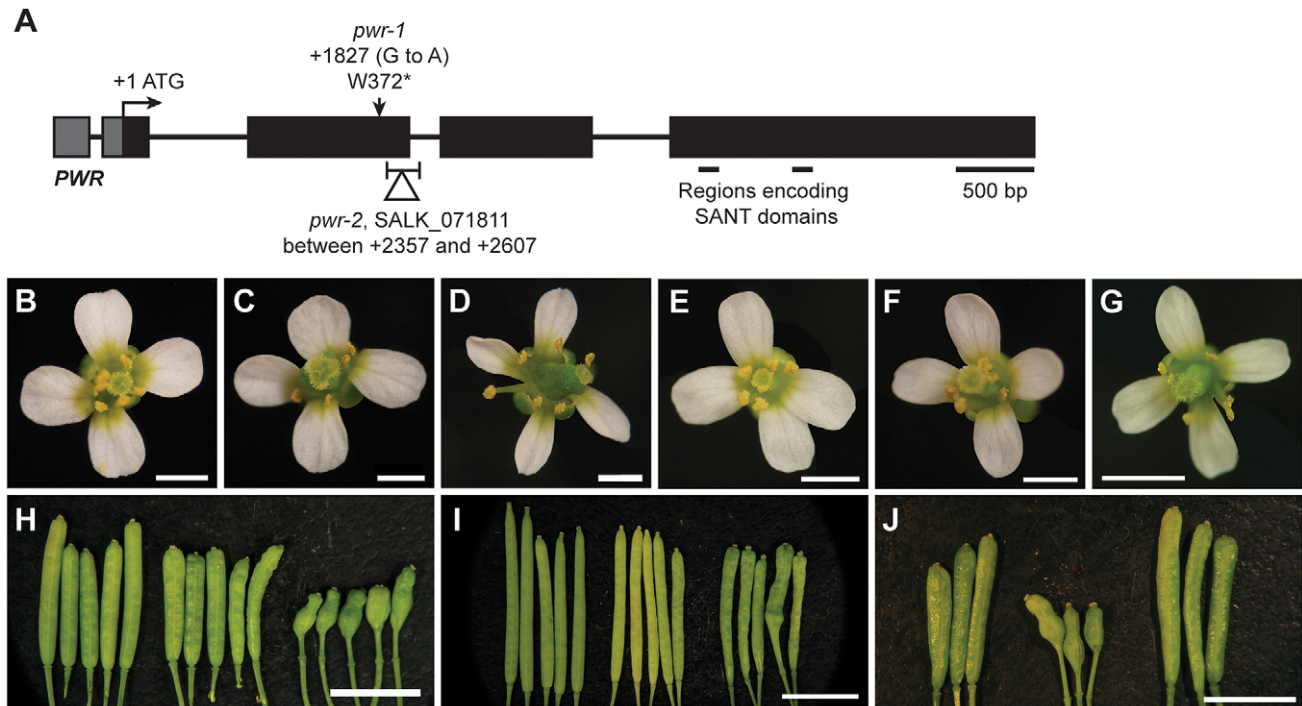 A
pwr-1
+1827 (G to A)
W372*
+1 ATG
PWR
Regions encoding
SANT domains
500 bp
pwr-2, SALK_071811
between +2357 and +2607
B
C
D
E
F
G
H
I
J